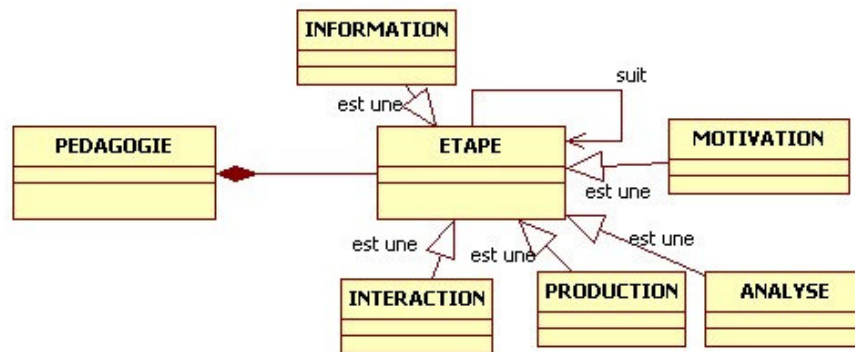 INFORMATION
suit
est une
PEDAGOGIE
ETAPE
MOTIVATION
est une
est une
est une
est une
INTERACTION
PRODUCTION
ANALYSE